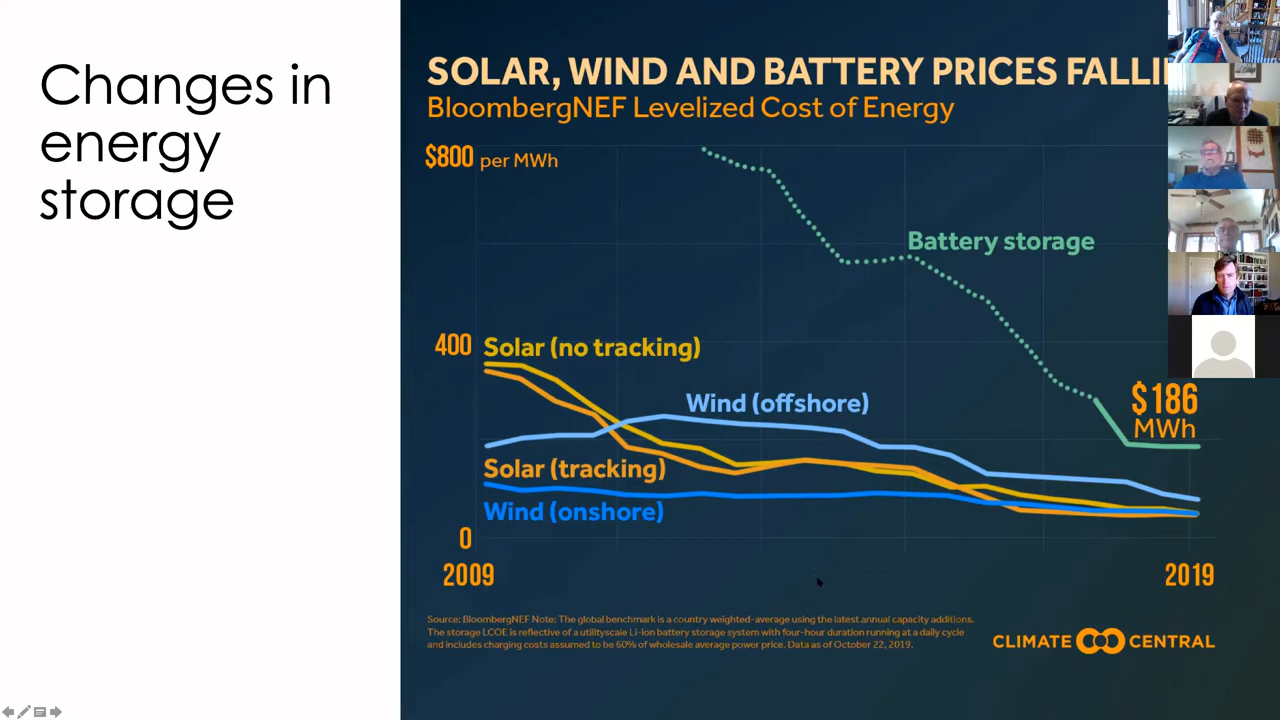 Changes in
energy
storage
SOLAR, WIND AND BATTERY PRICES FALLI
BloombergNEF Levelized Cost of Energy
$800 per MWh
Battery storage
400
Solar (no tracking)
Wind (offshore)
$186
MWh
Solar (tracking)
Wind (onshore)
0
2009
2019
Source: BloombergNEF Note: The global benchmark is a country weighted-average using the latest annual capacity additions.
The storage LCOE is reflective of a utilityscale Li-ion battery storage system with four-hour duration running at a daily cycle
and includes charging costs assumed to be 60% of wholesale average power price. Data as of October 22, 2019.
CLIMATE CENTRAL